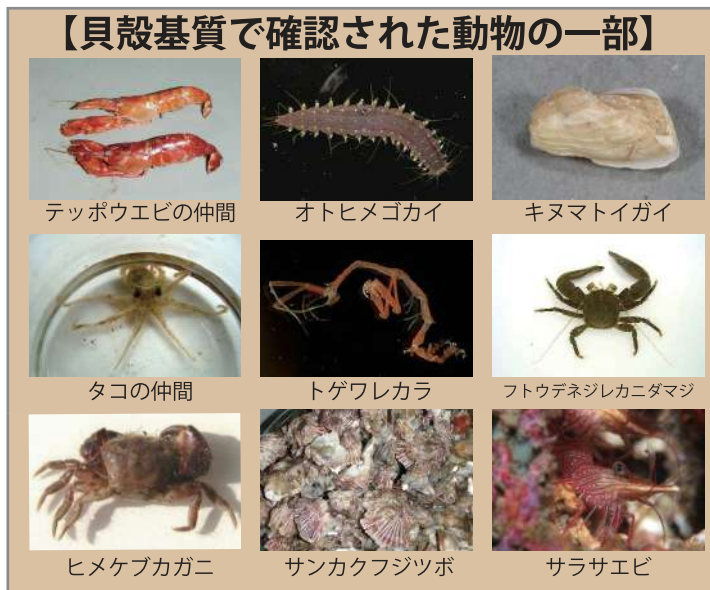 【貝殻基質で確認された動物の一部】
テッポウエビの仲間
オトヒメゴカイ
キヌマトイガイ
タコの仲間
トゲワレカラ
フトウデネジレカニダマシ
ヒメケブカガニ
サンカクフジツボ
サラサエビ